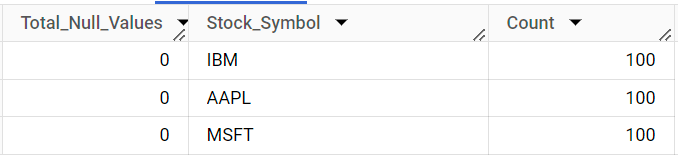 Total_Null_Values Stock_Symbol Count
0 IBM 100
0 AAPL 100
0 MSFT 100